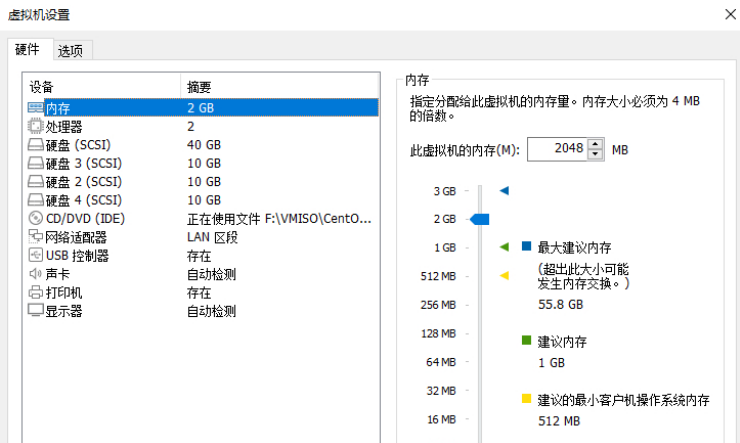 虚拟机设置
硬件 选项
设备 摘要
内存 2 GB
处理器 2
硬盘 (SCSI) 40 GB
硬盘 3 (SCSI) 10 GB
硬盘 2 (SCSI) 10 GB
硬盘 4 (SCSI) 10 GB
CD/DVD (IDE) 正在使用文件 F:\VMISO\CentO...
网络适配器 LAN 区段
USB 控制器 存在
声卡 自动检测
打印机 存在
显示器 自动检测
内存
指定分配给此虚拟机的内存量。内存大小必须为 4 MB
的倍数。
此虚拟机的内存(M): 2048 MB
3 GB
2 GB
1 GB
512 MB
256 MB
128 MB
64 MB
32 MB
16 MB
最大建议内存
(超出此大小可能
发生内存交换。)
55.8 GB
建议内存
1 GB
建议的最小客户机操作系统内存
512 MB